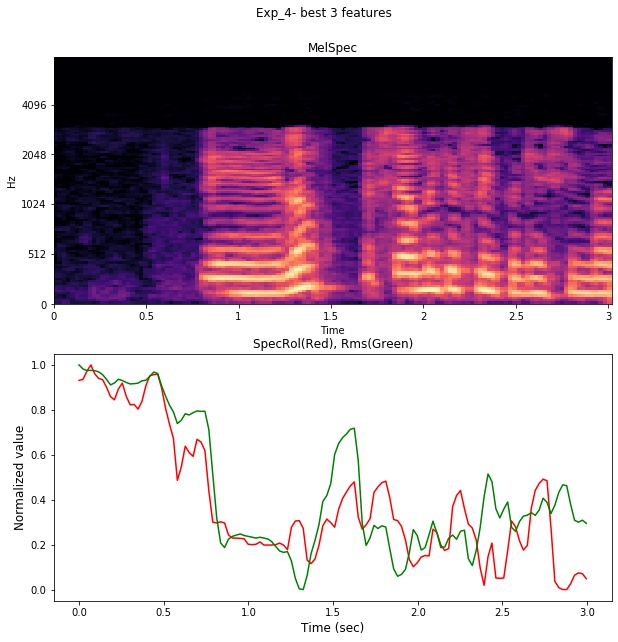 Exp_4- best 3 features
MelSpec
4096
2048
1024
512
0
Hz
0 0.5 1 1.5 2 2.5 3
Time
SpecRol(Red), Rms(Green)
1.0
0.8
0.6
0.4
0.2
0.0
Normalized value
0.0 0.5 1.0 1.5 2.0 2.5 3.0
Time (sec)